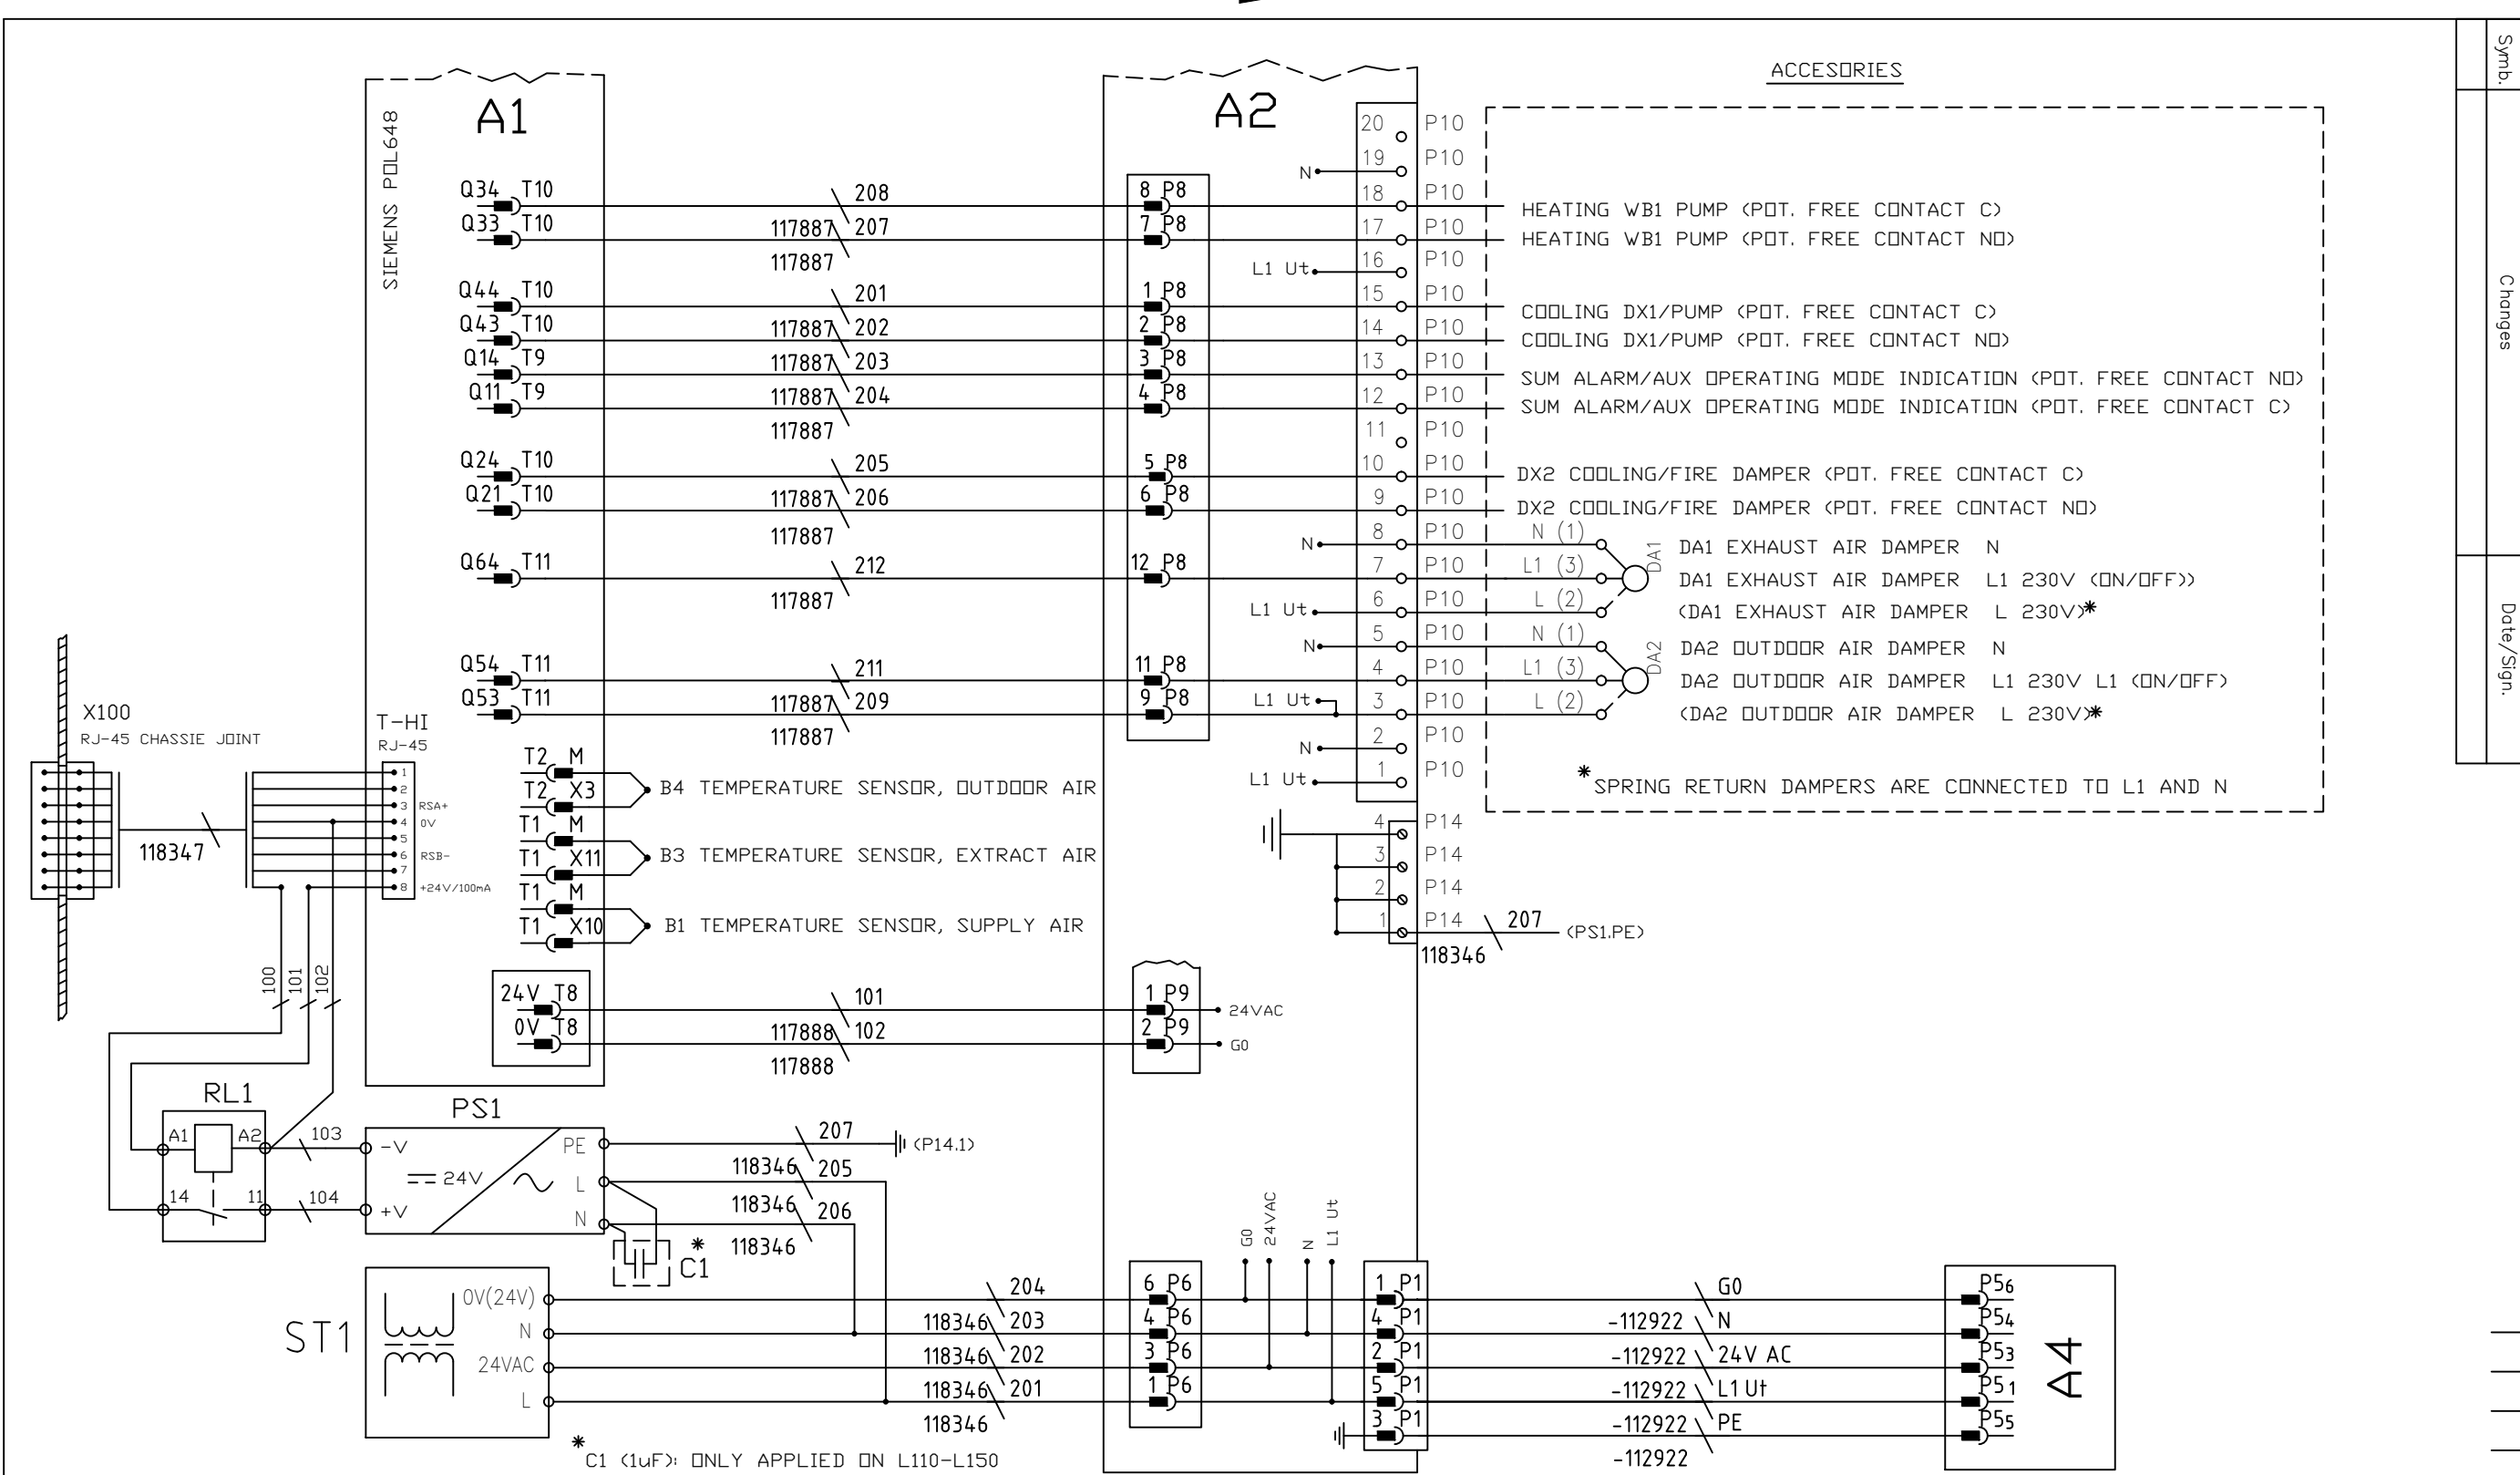 Symb.
Changes
Date/Sign.
ACCESORIES
A1
SIEMENS POL648
A2
Q34 T10
208
8 P8
Q33 T10
117887 207
7 P8
117887
Q44 T10
201
1 P8
Q43 T10
117887 202
2 P8
Q14 T9
117887 203
3 P8
Q11 T9
117887 204
4 P8
117887
Q24 T10
205
5 P8
Q21 T10
117887 206
6 P8
117887
Q64 T11
212
12 P8
117887
Q54 T11
211
11 P8
Q53 T11
117887 209
9 P8
117887
20 P10
N 19 P10
18 P10 HEATING WB1 PUMP (POT. FREE CONTACT C)
17 P10 HEATING WB1 PUMP (POT. FREE CONTACT NO)
L1 Ut 16 P10
15 P10 COOLING DX1/PUMP (POT. FREE CONTACT C)
14 P10 COOLING DX1/PUMP (POT. FREE CONTACT NO)
13 P10 SUM ALARM/AUX OPERATING MODE INDICATION (POT. FREE CONTACT NO)
12 P10 SUM ALARM/AUX OPERATING MODE INDICATION (POT. FREE CONTACT C)
11 P10
10 P10 DX2 COOLING/FIRE DAMPER (POT. FREE CONTACT C)
9 P10 DX2 COOLING/FIRE DAMPER (POT. FREE CONTACT NO)
N 8 P10 N (1) DA1 EXHAUST AIR DAMPER N
7 P10 L1 (3) DA1 DA1 EXHAUST AIR DAMPER L1 230V (ON/OFF))
L1 Ut 6 P10 L (2) (DA1 EXHAUST AIR DAMPER L 230V)*
N 5 P10 N (1) DA2 OUTDOOR AIR DAMPER N
4 P10 L1 (3) DA2 DA2 OUTDOOR AIR DAMPER L1 230V L1 (ON/OFF)
L1 Ut 3 P10 L (2) (DA2 OUTDOOR AIR DAMPER L 230V)*
N 2 P10
L1 Ut 1 P10
*SPRING RETURN DAMPERS ARE CONNECTED TO L1 AND N
4 P14
3 P14
2 P14
1 P14 207 (PS1.PE)
118346
X100
RJ-45 CHASSIE JOINT
118347
T-HI
RJ-45
1
2
3 RSA+
4 0V
5
6 RSB-
7
8 +24V/100mA
T2 M
T2 X3
B4 TEMPERATURE SENSOR, OUTDOOR AIR
T1 M
T1 X11
B3 TEMPERATURE SENSOR, EXTRACT AIR
T1 M
T1 X10
B1 TEMPERATURE SENSOR, SUPPLY AIR
100
101
102
24V T8
101
1 P9
24VAC
0V T8
117888 102
2 P9
G0
117888
RL1
A1 A2
14 11
103
104
PS1
-V
+V
24V
PE
L
N
207
(P14.1)
118346 205
118346 206
118346
*
C1
ST1
0V(24V)
N
24VAC
L
204
118346 203
118346 202
118346 201
118346
6 P6
4 P6
3 P6
1 P6
G0
24VAC
N
L1 Ut
1 P1
4 P1
2 P1
5 P1
3 P1
G0
-112922 N
-112922 24V AC
-112922 L1 Ut
-112922 PE
-112922
P56
P54
P53
P51
P55
A4
*
C1 (1uF): ONLY APPLIED ON L110-L150